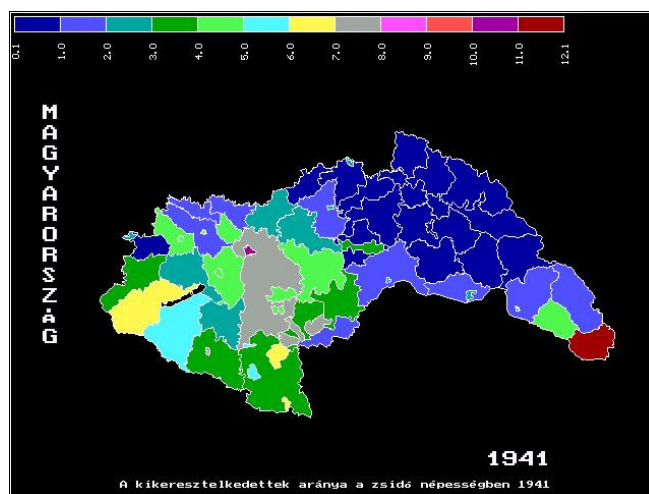 0.1 1.0 2.0 3.0 4.0 5.0 6.0 7.0 8.0 9.0 10.0 11.0 12.1
MAGYARORSZÁG
1941
A kikeresztelkedettek aránya a zsidó népességben 1941